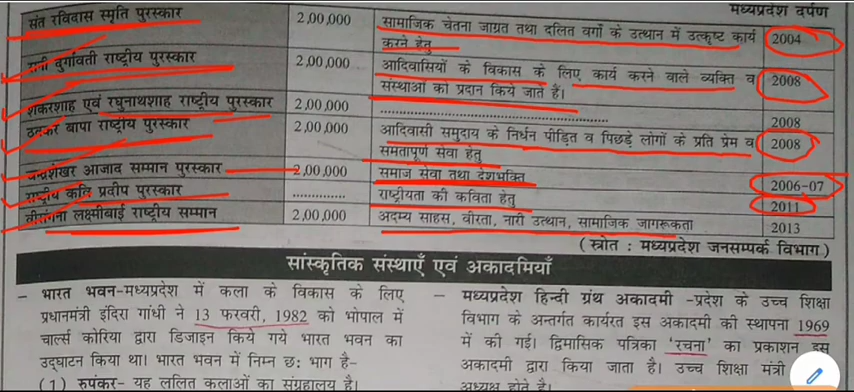 मध्यप्रदेश दर्पण
संत रविदास स्मृति पुरस्कार 2,00,000 सामाजिक चेतना जाग्रत तथा दलित वर्गों के उत्थान में उत्कृष्ट कार्य करने हेतु 2004
रानी दुर्गावती राष्ट्रीय पुरस्कार 2,00,000 आदिवासियों के विकास के लिए कार्य करने वाले व्यक्ति व संस्थाओं को प्रदान किये जाते हैं। 2008
शंकरशाह एवं रघुनाथशाह राष्ट्रीय पुरस्कार 2,00,000 .......................................................... 2008
ठक्कर बापा राष्ट्रीय पुरस्कार 2,00,000 आदिवासी समुदाय के निर्धन पीड़ित व पिछड़े लोगों के प्रति प्रेम व समतापूर्ण सेवा हेतु 2008
चन्द्रशेखर आजाद सम्मान पुरस्कार 2,00,000 समाज सेवा तथा देशभक्ति 2006-07
राष्ट्रीय कवि प्रदीप पुरस्कार .............. राष्ट्रीयता की कविता हेतु 2011
वीरांगना लक्ष्मीबाई राष्ट्रीय सम्मान 2,00,000 अदम्य साहस, वीरता, नारी उत्थान, सामाजिक जागरूकता 2013
(स्रोत : मध्यप्रदेश जनसम्पर्क विभाग)
सांस्कृतिक संस्थाएँ एवं अकादमियाँ
– भारत भवन-मध्यप्रदेश में कला के विकास के लिए
प्रधानमंत्री इंदिरा गांधी ने 13 फरवरी, 1982 को भोपाल में
चार्ल्स कोरिया द्वारा डिजाइन किये गये भारत भवन का
उद्घाटन किया था। भारत भवन में निम्न छ: भाग है-
(1) रुपंकर- यह ललित कलाओं का संग्रहालय है।
– मध्यप्रदेश हिन्दी ग्रंथ अकादमी -प्रदेश के उच्च शिक्षा
विभाग के अन्तर्गत कार्यरत इस अकादमी की स्थापना 1969
में की गई। द्विमासिक पत्रिका 'रचना' का प्रकाशन इस
अकादमी द्वारा किया जाता है। उच्च शिक्षा मंत्री
अध्यक्ष होते है।